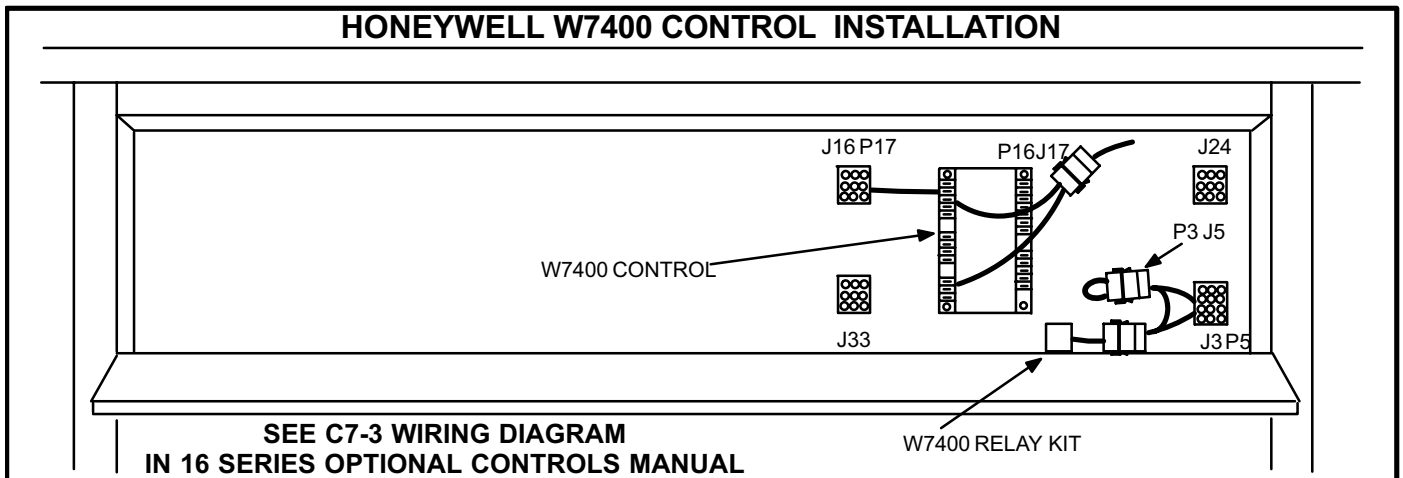 HONEYWELL W7400 CONTROL INSTALLATION
J16 P17
P16J17
J24
P3 J5
W7400 CONTROL
J33
J3 P5
W7400 RELAY KIT
SEE C7-3 WIRING DIAGRAM
IN 16 SERIES OPTIONAL CONTROLS MANUAL